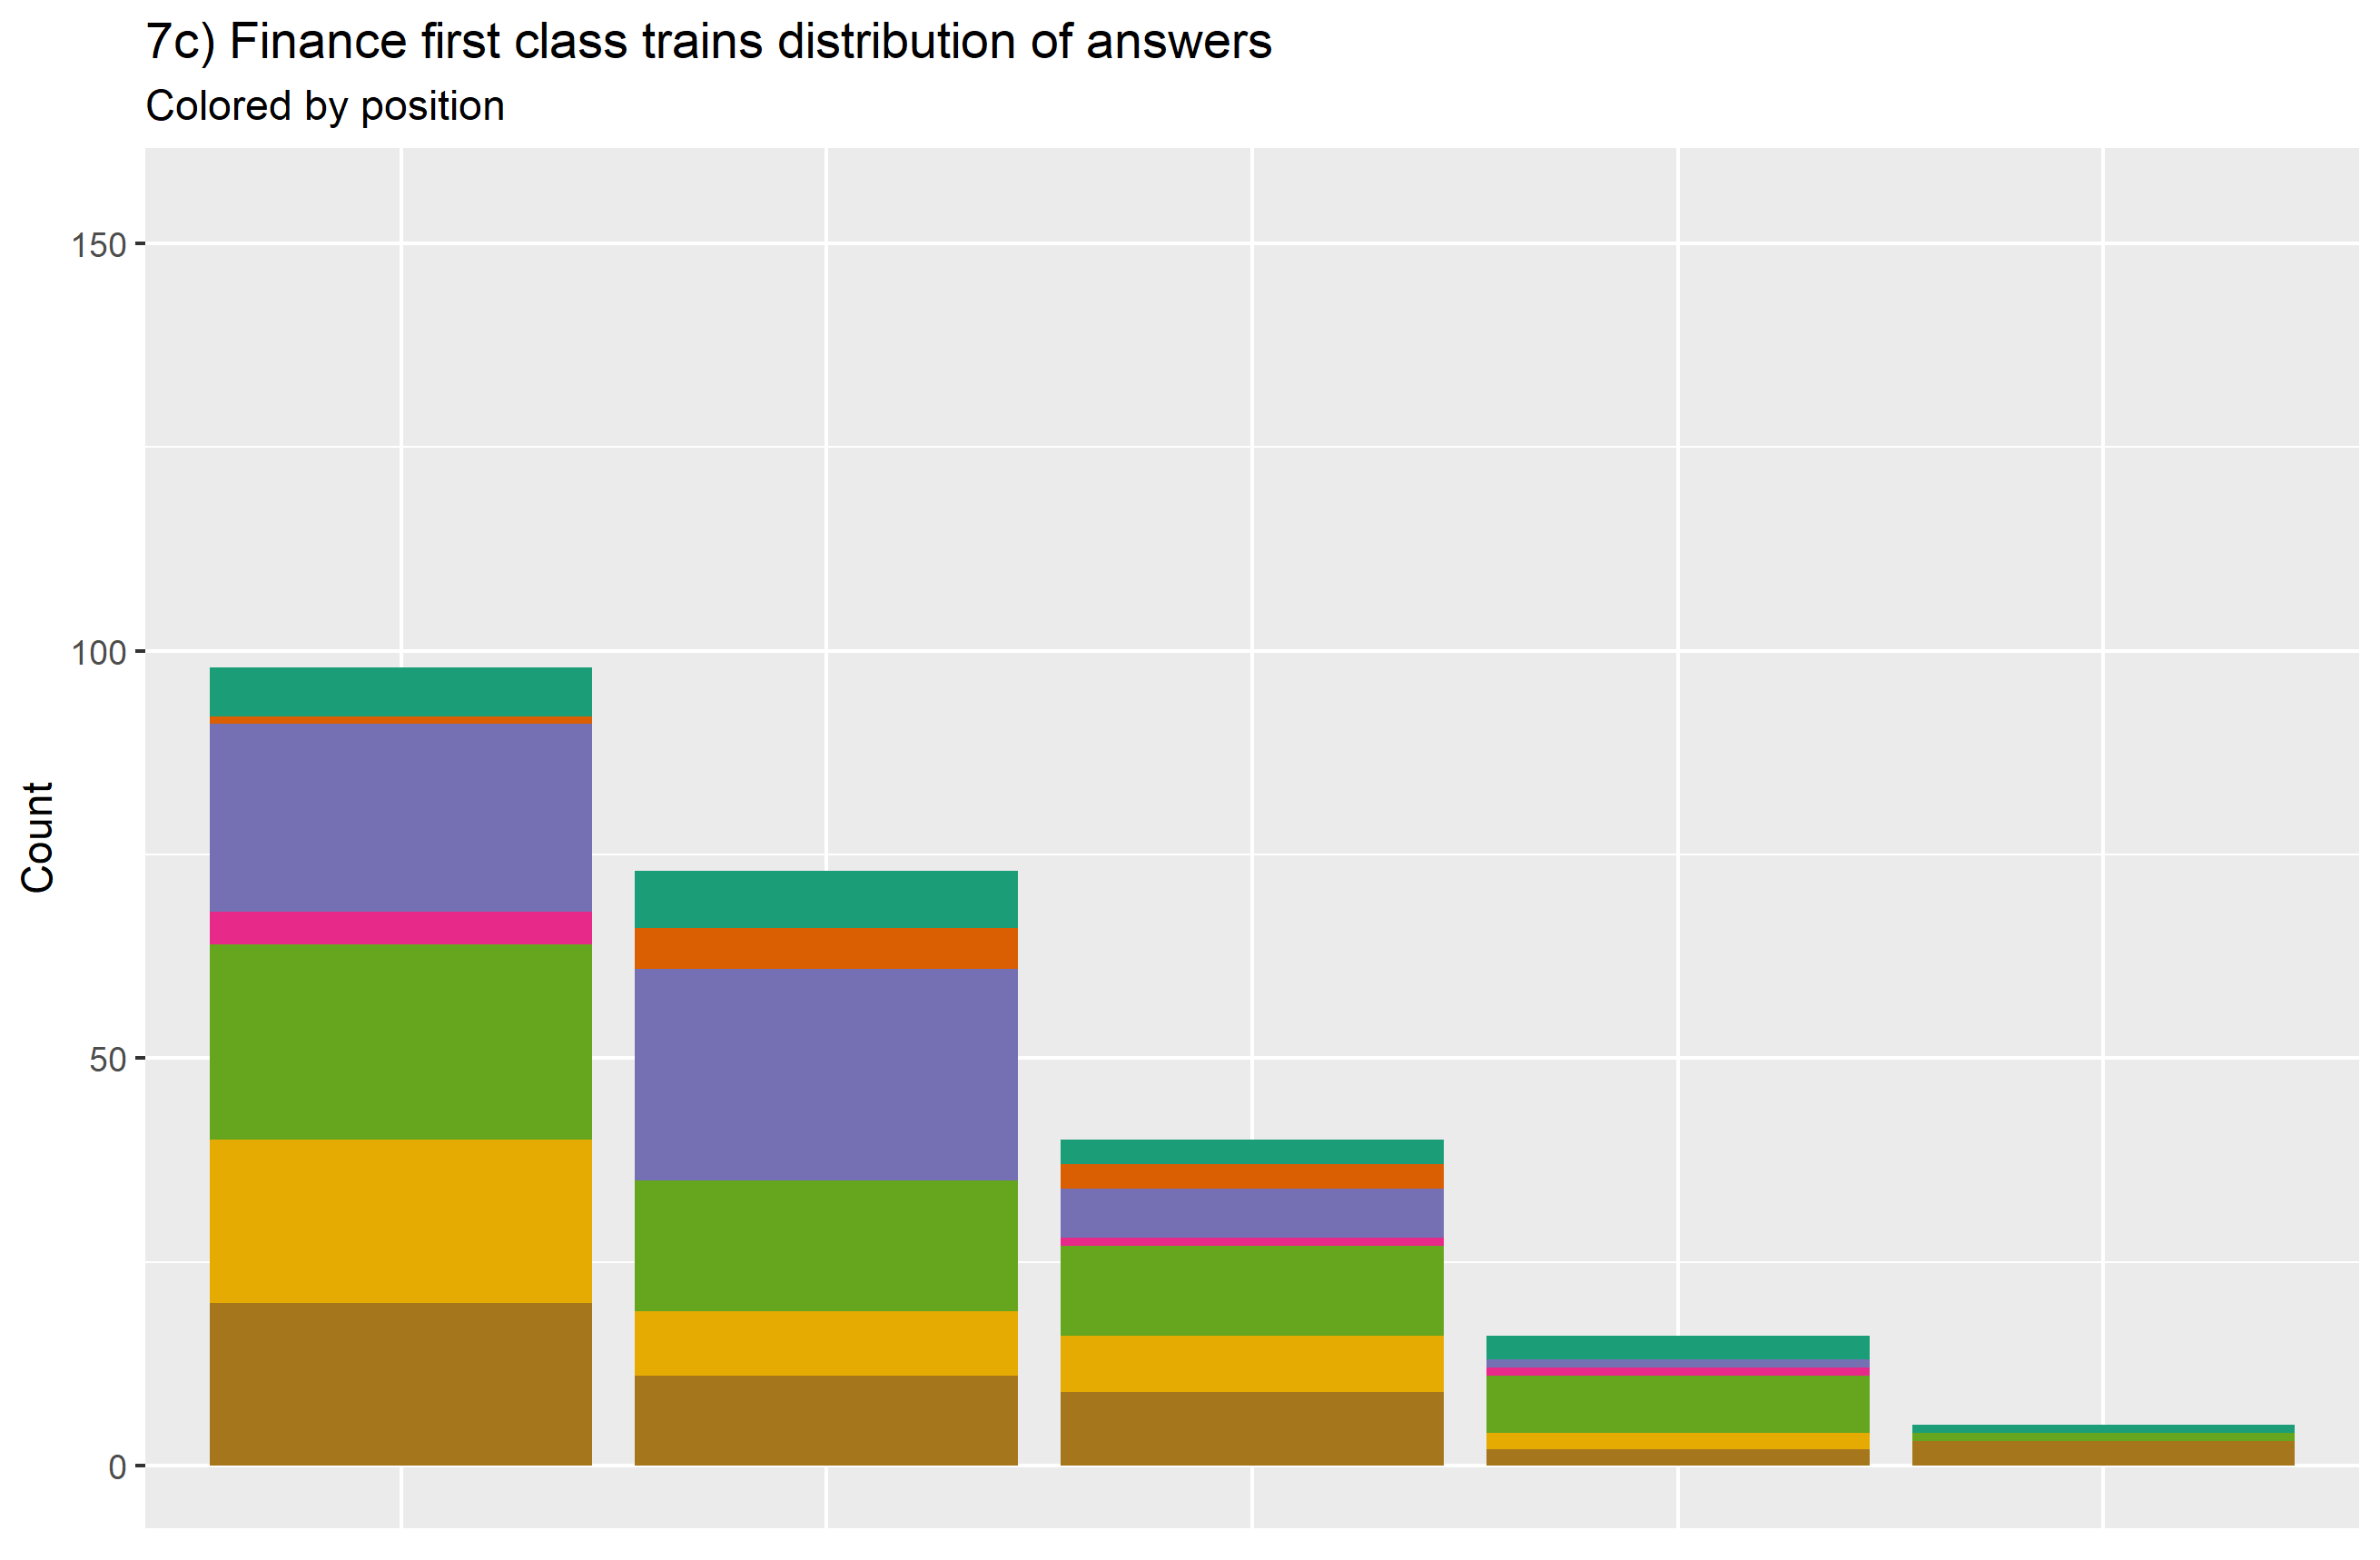 7c) Finance first class trains distribution of answers
Colored by position
150
100
50
0
Count